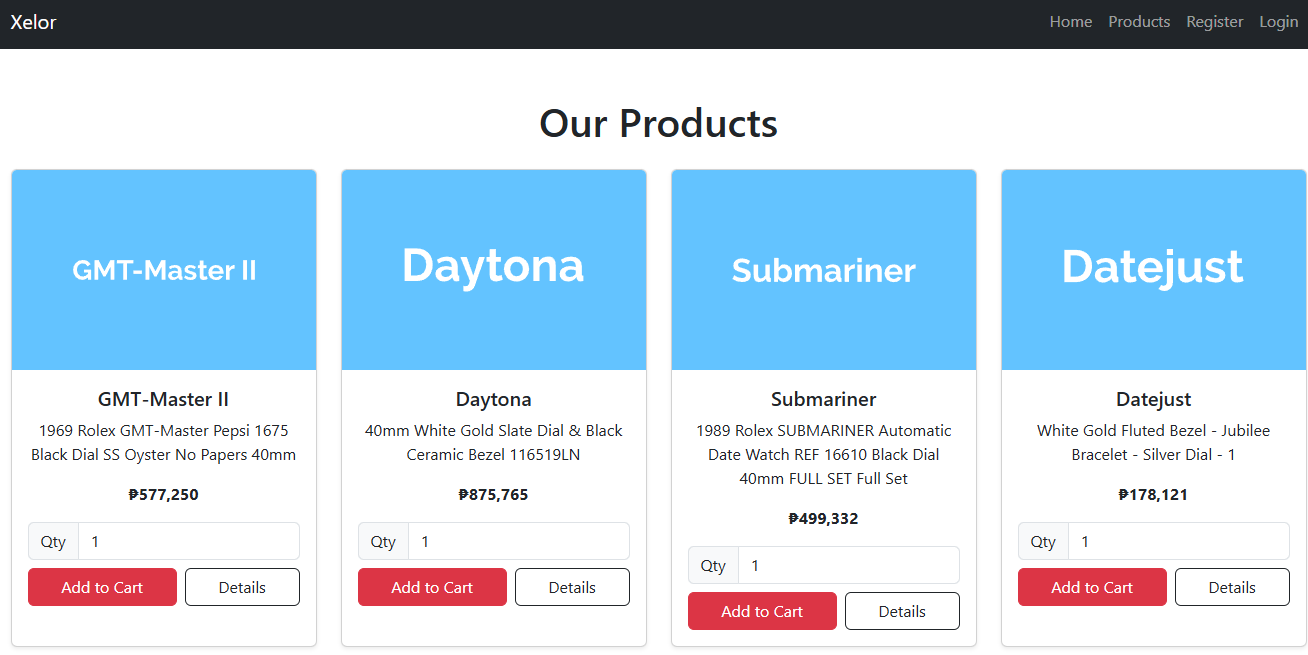 Xelor
Home Products Register Login
Our Products
GMT-Master II
Daytona
Submariner
Datejust
GMT-Master II
1969 Rolex GMT-Master Pepsi 1675
Black Dial SS Oyster No Papers 40mm
₱577,250
Qty 1
Add to Cart Details
Daytona
40mm White Gold Slate Dial & Black
Ceramic Bezel 116519LN
₱875,765
Qty 1
Add to Cart Details
Submariner
1989 Rolex SUBMARINER Automatic
Date Watch REF 16610 Black Dial
40mm FULL SET Full Set
₱499,332
Qty 1
Add to Cart Details
Datejust
White Gold Fluted Bezel - Jubilee
Bracelet - Silver Dial - 1
₱178,121
Qty 1
Add to Cart Details